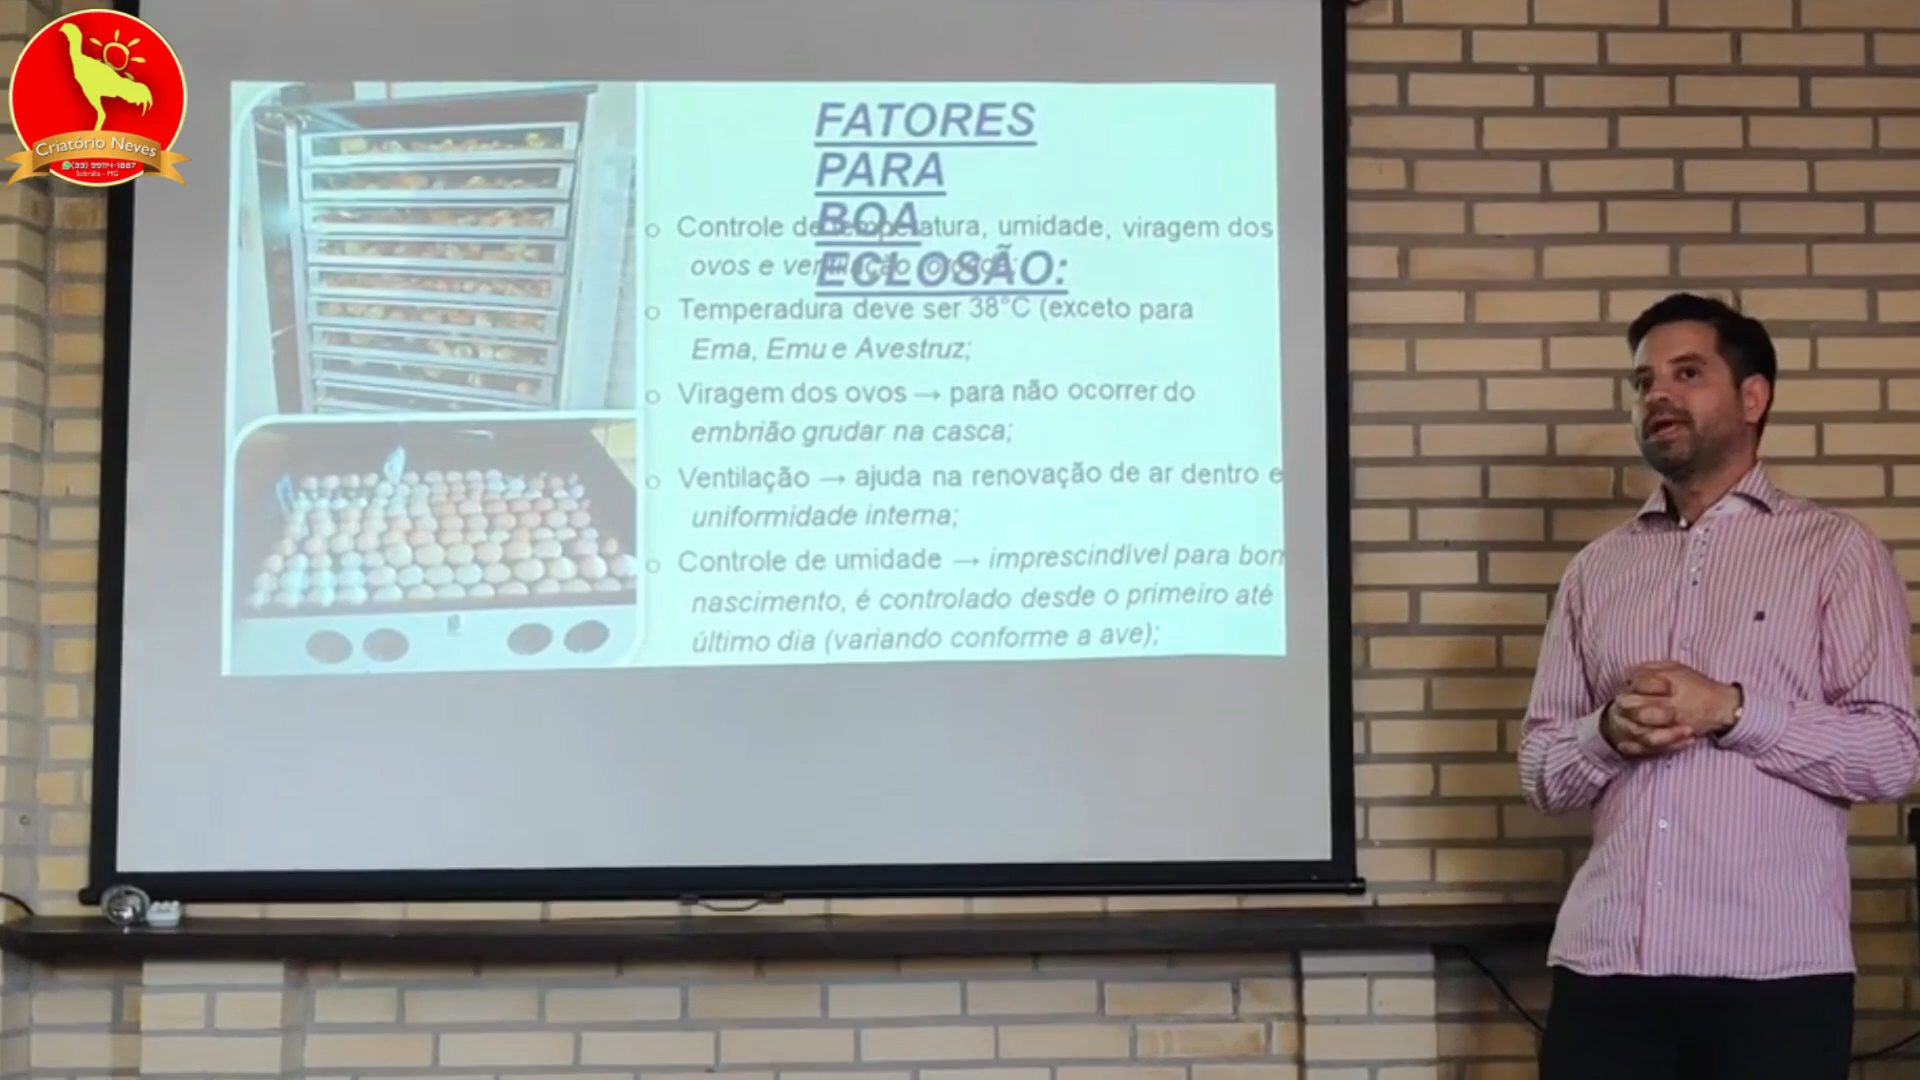 Criatório Neves
(33) 99114-1887
Sobrália - MG
FATORES
PARA
BOA
ECLOSÃO:
o Controle de temperatura, umidade, viragem dos
ovos e ventilação
o Temperadura deve ser 38°C (exceto para
Ema, Emu e Avestruz;
o Viragem dos ovos → para não ocorrer do
embrião grudar na casca;
o Ventilação → ajuda na renovação de ar dentro e
uniformidade interna;
o Controle de umidade → imprescindivel para bom
nascimento, é controlado desde o primeiro até
último dia (variando conforme a ave);